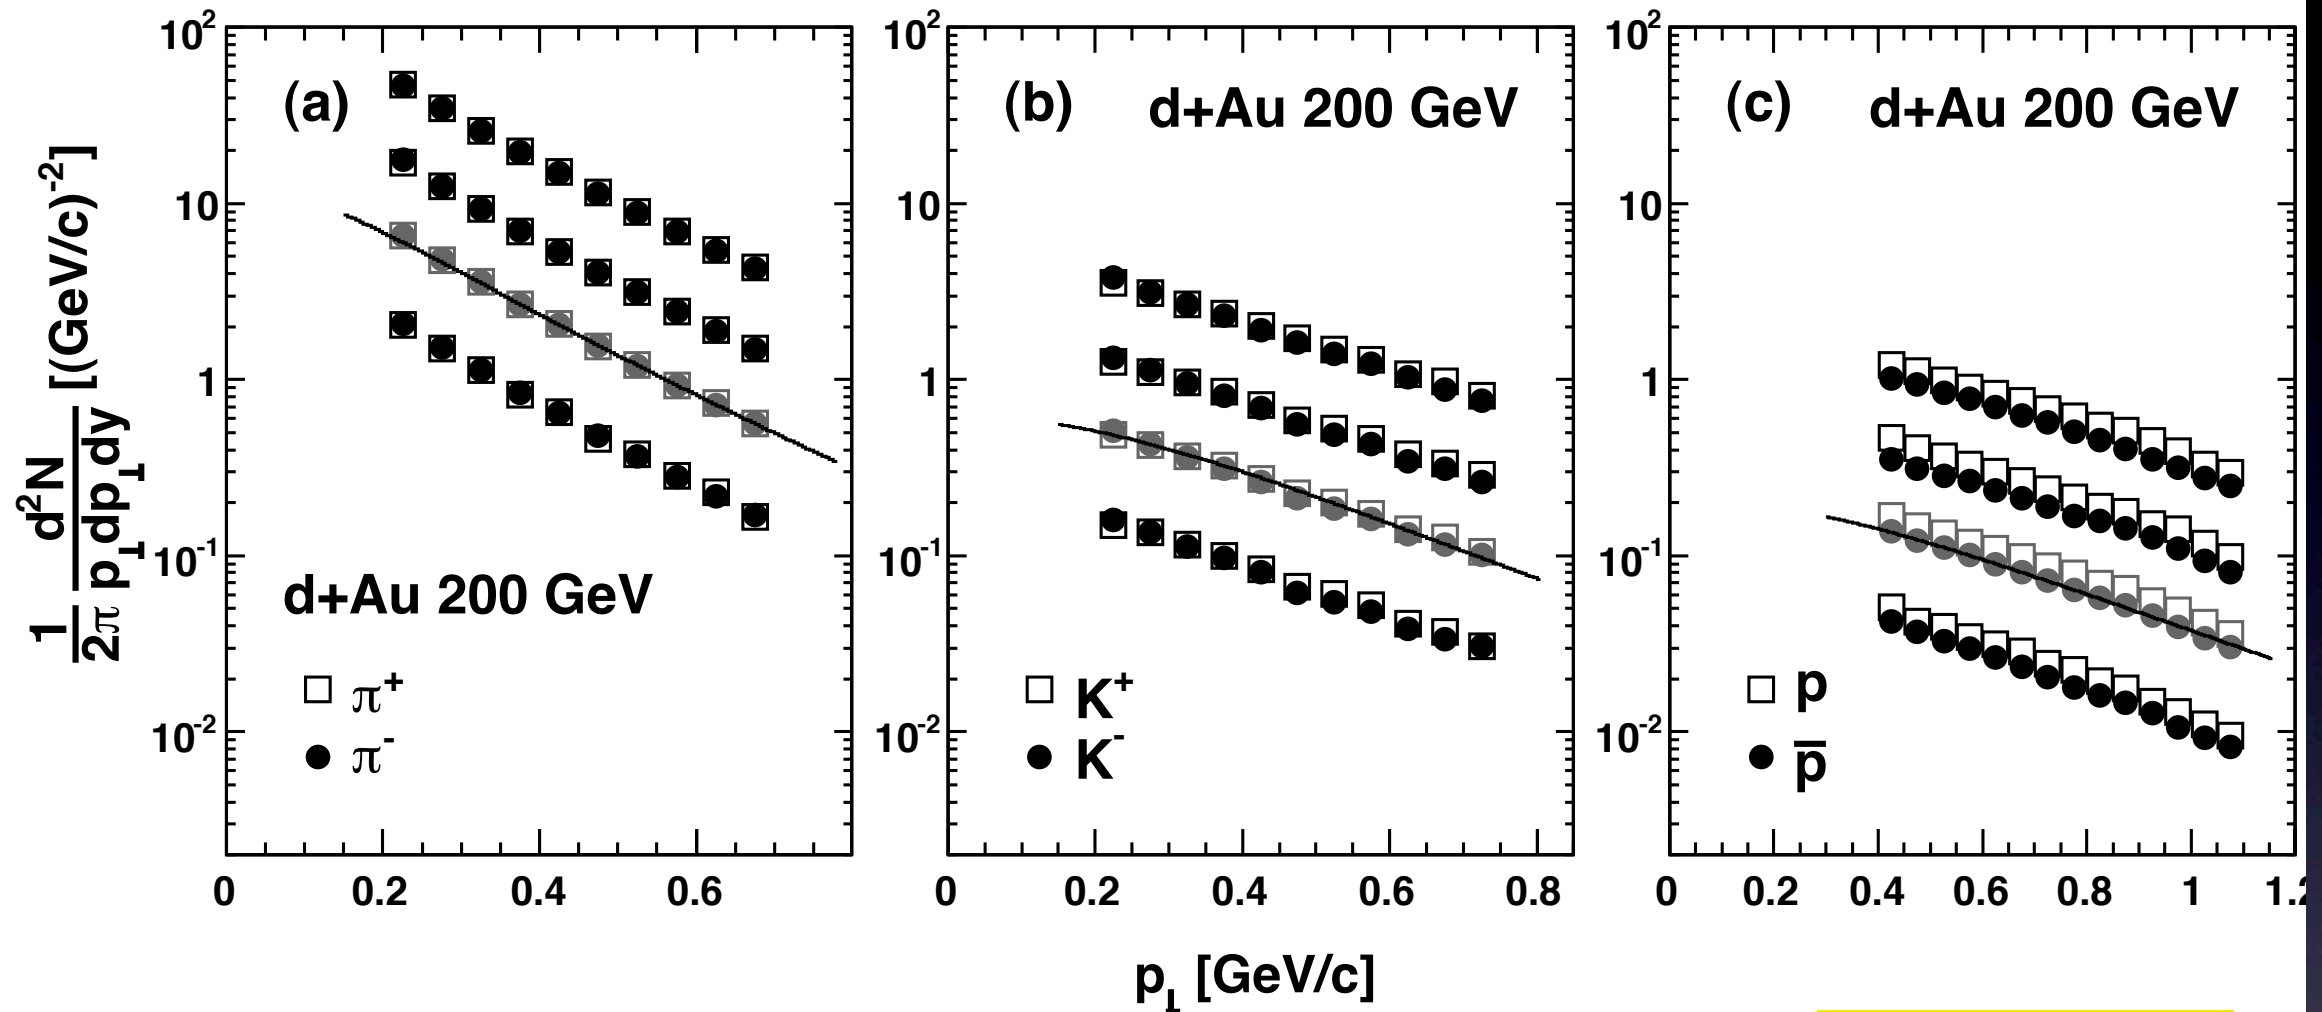 1/2π d²N/p⊥dp⊥dy [(GeV/c)⁻²]
10²
10
1
10⁻¹
10⁻²
(a)
d+Au 200 GeV
π⁺
π⁻
0 0.2 0.4 0.6
10²
10
1
10⁻¹
10⁻²
(b) d+Au 200 GeV
K⁺
K⁻
0 0.2 0.4 0.6 0.8
10²
10
1
10⁻¹
10⁻²
(c) d+Au 200 GeV
p
p̅
0 0.2 0.4 0.6 0.8 1 1.2
p⊥ [GeV/c]